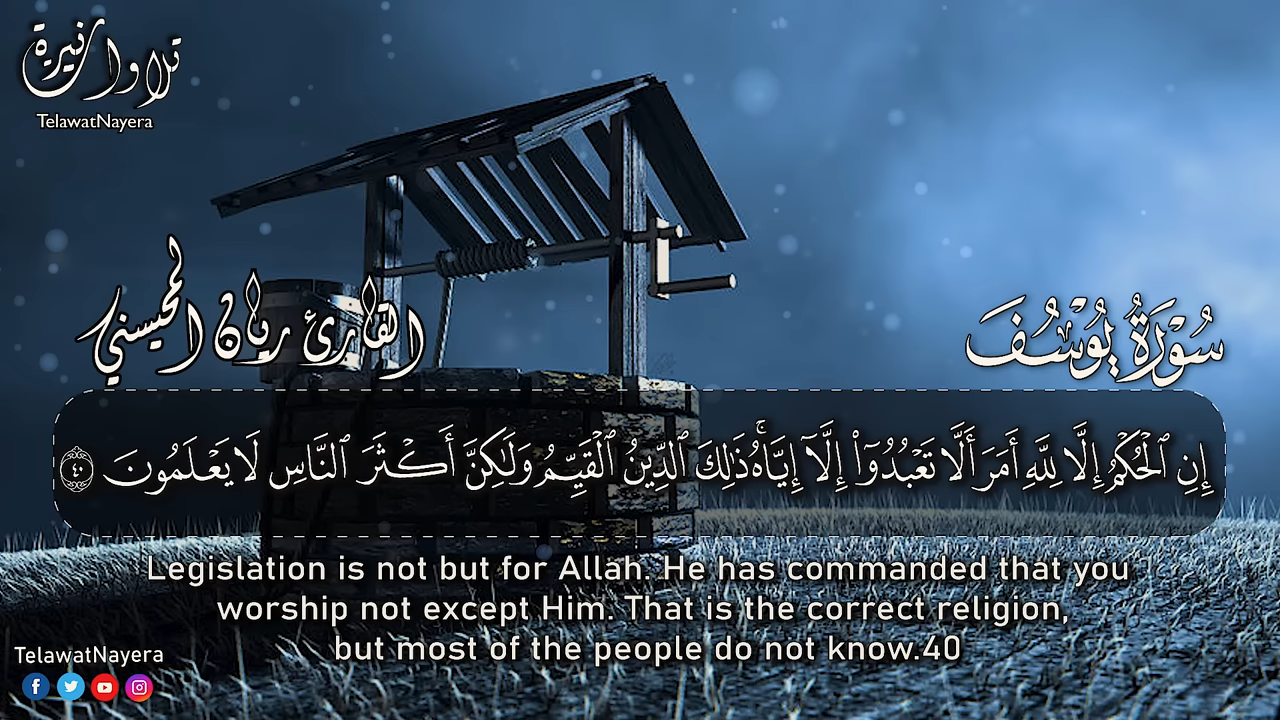 تلاوات نيرة
TelawatNayera
القارئ ريان المحيسني
سُورَةُ يُوسُفَ
إِنِ ٱلْحُكْمُ إِلَّا لِلَّهِ أَمَرَ أَلَّا تَعْبُدُوٓا۟ إِلَّآ إِيَّاهُ ۚ ذَٰلِكَ ٱلدِّينُ ٱلْقَيِّمُ وَلَٰكِنَّ أَكْثَرَ ٱلنَّاسِ لَا يَعْلَمُونَ ٤٠
Legislation is not but for Allah. He has commanded that you
worship not except Him. That is the correct religion,
but most of the people do not know.40
TelawatNayera